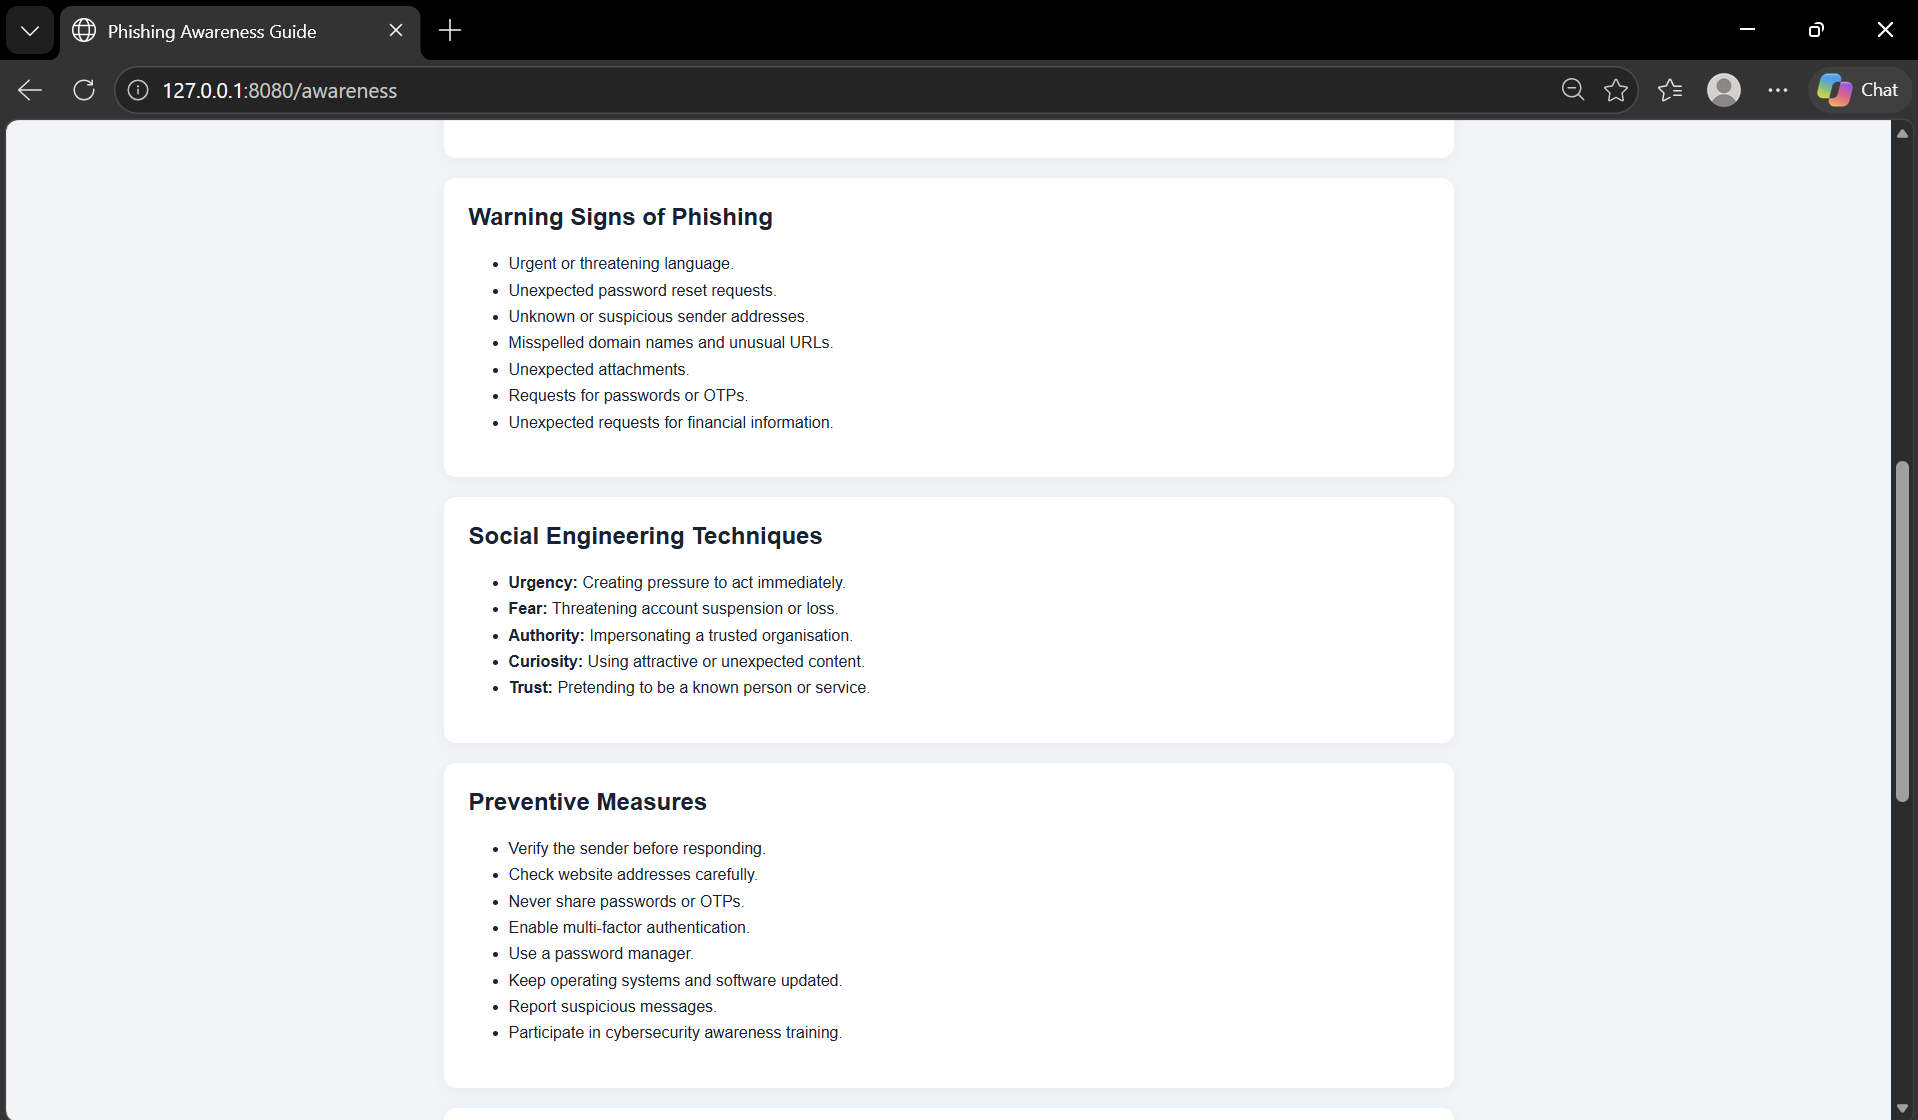 Phishing Awareness Guide
127.0.0.1:8080/awareness
Chat
Warning Signs of Phishing
• Urgent or threatening language.
• Unexpected password reset requests.
• Unknown or suspicious sender addresses.
• Misspelled domain names and unusual URLs.
• Unexpected attachments.
• Requests for passwords or OTPs.
• Unexpected requests for financial information.
Social Engineering Techniques
• Urgency: Creating pressure to act immediately.
• Fear: Threatening account suspension or loss.
• Authority: Impersonating a trusted organisation.
• Curiosity: Using attractive or unexpected content.
• Trust: Pretending to be a known person or service.
Preventive Measures
• Verify the sender before responding.
• Check website addresses carefully.
• Never share passwords or OTPs.
• Enable multi-factor authentication.
• Use a password manager.
• Keep operating systems and software updated.
• Report suspicious messages.
• Participate in cybersecurity awareness training.